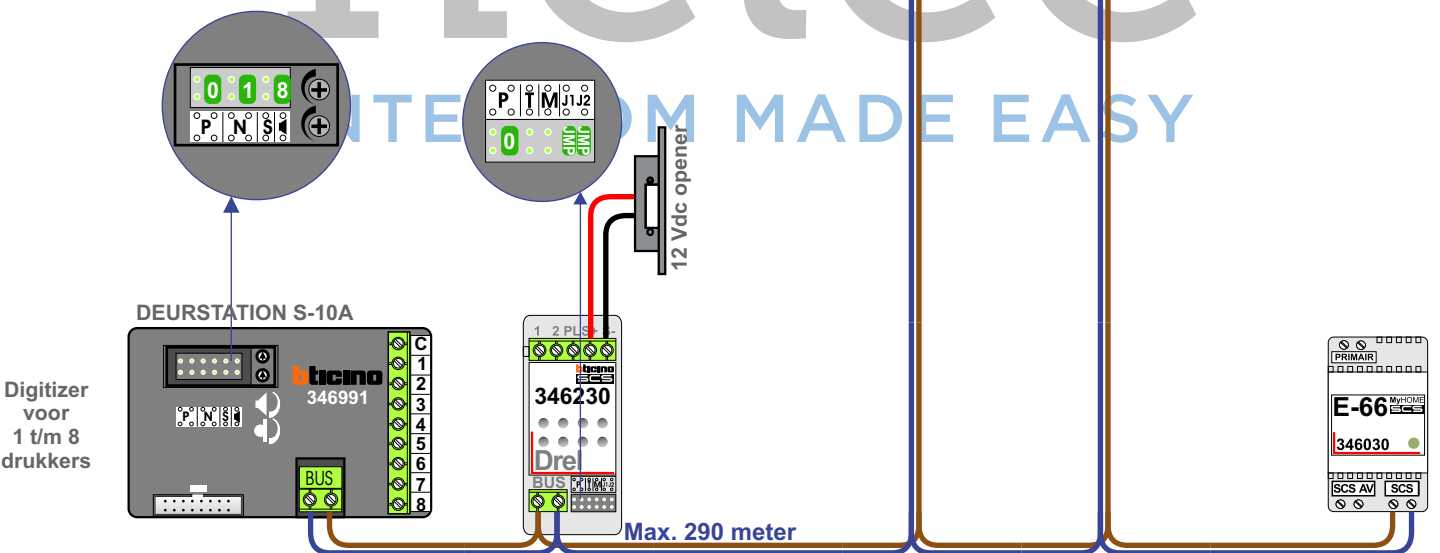 INTERCOM MADE EASY
0 1 8
P N S
P T M J1 J2
0 JMP JMP
12 Vdc opener
DEURSTATION S-10A
Digitizer
voor
1 t/m 8
drukkers
bticino
346991
P N S
BUS
C
1
2
3
4
5
6
7
8
1 2 PL S+ S-
bticino
SCS
346230
Drel
BUS P T M J1 J2
Max. 290 meter
PRIMAIR
E-66 MyHOME SCS
346030
SCS AV SCS